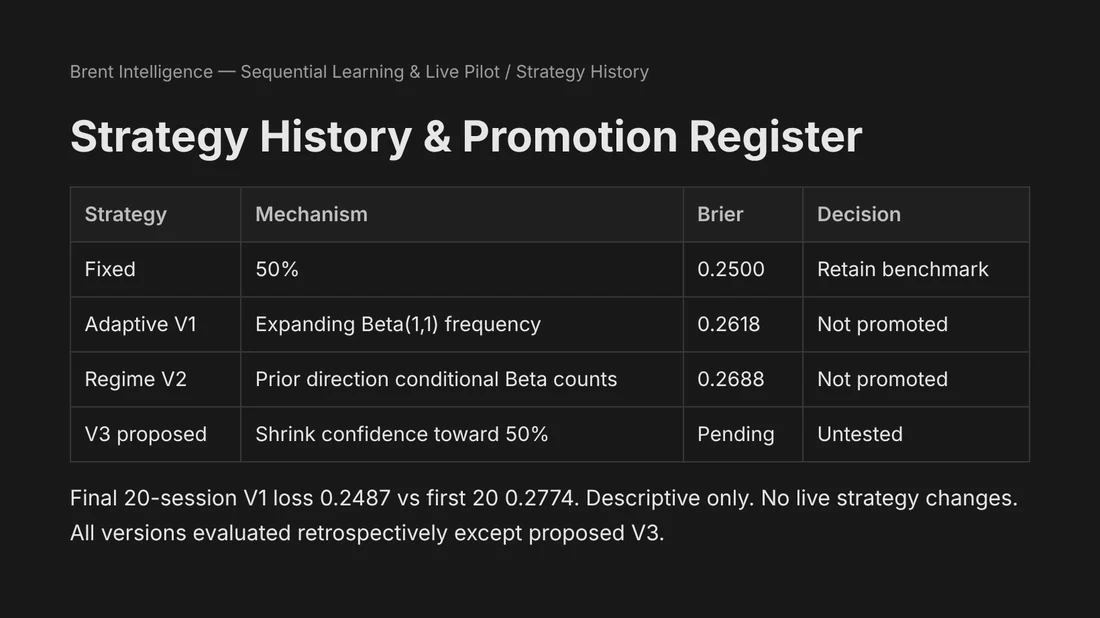 Brent Intelligence — Sequential Learning & Live Pilot / Strategy History
Strategy History & Promotion Register
Strategy Mechanism Brier Decision
Fixed 50% 0.2500 Retain benchmark
Adaptive V1 Expanding Beta(1,1) frequency 0.2618 Not promoted
Regime V2 Prior direction conditional Beta counts 0.2688 Not promoted
V3 proposed Shrink confidence toward 50% Pending Untested
Final 20-session V1 loss 0.2487 vs first 20 0.2774. Descriptive only. No live strategy changes.
All versions evaluated retrospectively except proposed V3.